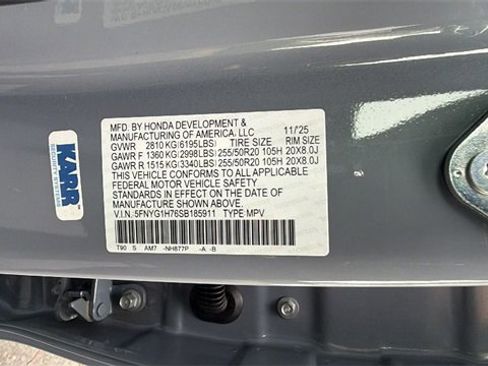 KARR
SECURITY SYSTEMS
MFD. BY HONDA DEVELOPMENT &
MANUFACTURING OF AMERICA, LLC 11/'25
GVWR 2810 KG(6195LBS) TIRE SIZE RIM SIZE
GAWR F 1360 KG(2998LBS) 255/50R20 105H 20X8.0J
GAWR R 1515 KG(3340LBS) 255/50R20 105H 20X8.0J
THIS VEHICLE CONFORMS TO ALL APPLICABLE
FEDERAL MOTOR VEHICLE SAFETY
STANDARDS IN EFFECT ON THE DATE OF
MANUFACTURE SHOWN ABOVE.
V.I.N. 5FNYG1H76SB185911 TYPE MPV
T90 S AM7 -NH877P -A -B